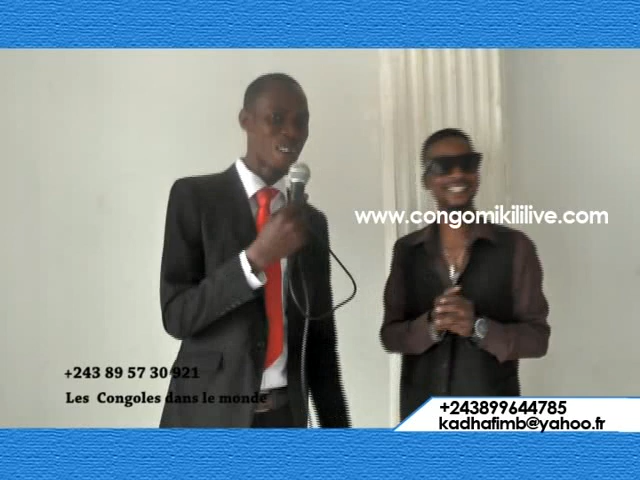 www.congomikililive.com
+243 89 57 30 921
Les Congoles dans le monde
+243899644785
kadhafimb@yahoo.fr